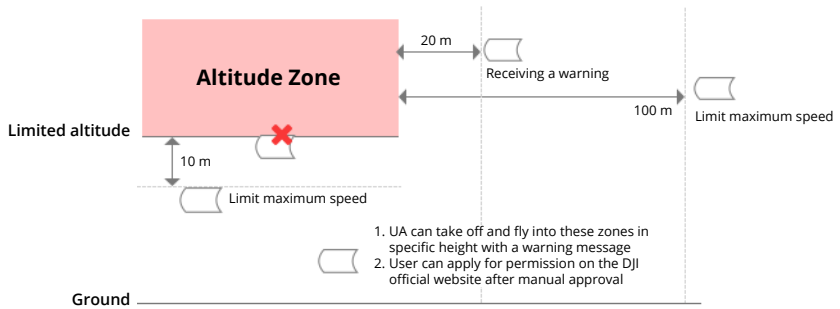 20 m
Receiving a warning
Altitude Zone
100 m
Limit maximum speed
Limited altitude
10 m
Limit maximum speed
1. UA can take off and fly into these zones in
specific height with a warning message
2. User can apply for permission on the DJI
official website after manual approval
Ground